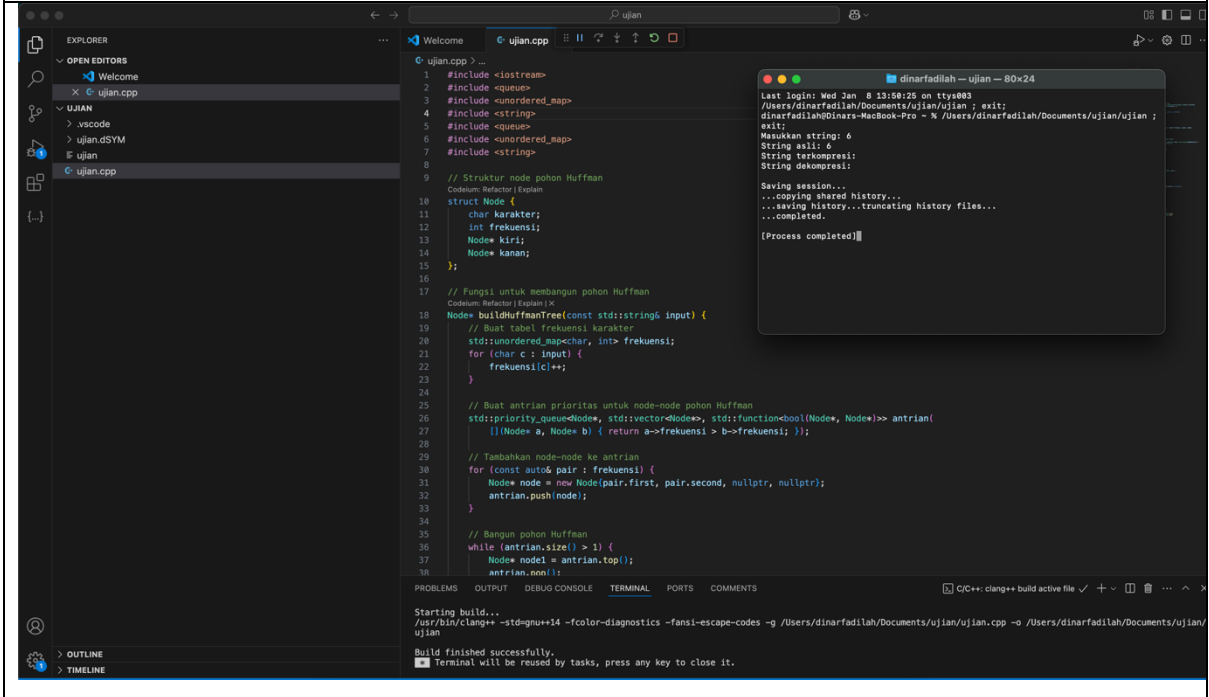 ujian
EXPLORER
OPEN EDITORS
Welcome
ujian.cpp
UJIAN
.vscode
ujian.dSYM
ujian
ujian.cpp
OUTLINE
TIMELINE
1
1
Welcome
ujian.cpp
ujian.cpp > ...
1 #include <iostream>
2 #include <queue>
3 #include <unordered_map>
4 #include <string>
5 #include <queue>
6 #include <unordered_map>
7 #include <string>
8
9 // Struktur node pohon Huffman
Codeium: Refactor | Explain
10 struct Node {
11 char karakter;
12 int frekuensi;
13 Node* kiri;
14 Node* kanan;
15 };
16
17 // Fungsi untuk membangun pohon Huffman
Codeium: Refactor | Explain | X
18 Node* buildHuffmanTree(const std::string& input) {
19 // Buat tabel frekuensi karakter
20 std::unordered_map<char, int> frekuensi;
21 for (char c : input) {
22 frekuensi[c]++;
23 }
24
25 // Buat antrian prioritas untuk node-node pohon Huffman
26 std::priority_queue<Node*, std::vector<Node*>, std::function<bool(Node*, Node*)>> antrian(
27 [](Node* a, Node* b) { return a->frekuensi > b->frekuensi; });
28
29 // Tambahkan node-node ke antrian
30 for (const auto& pair : frekuensi) {
31 Node* node = new Node{pair.first, pair.second, nullptr, nullptr};
32 antrian.push(node);
33 }
34
35 // Bangun pohon Huffman
36 while (antrian.size() > 1) {
37 Node* node1 = antrian.top();
38 antrian.pop();
dinarfadilah — ujian — 80×24
Last login: Wed Jan  8 13:50:25 on ttys003
/Users/dinarfadilah/Documents/ujian/ujian ; exit;
dinarfadilah@Dinars-MacBook-Pro ~ % /Users/dinarfadilah/Documents/ujian/ujian ;
exit;
Masukkan string: 6
String asli: 6
String terkompresi:
String dekompresi:
Saving session...
...copying shared history...
...saving history...truncating history files...
...completed.
[Process completed]
PROBLEMS OUTPUT DEBUG CONSOLE TERMINAL PORTS COMMENTS
C/C++: clang++ build active file
Starting build...
/usr/bin/clang++ -std=gnu++14 -fcolor-diagnostics -fansi-escape-codes -g /Users/dinarfadilah/Documents/ujian/ujian.cpp -o /Users/dinarfadilah/Documents/ujian/
ujian
Build finished successfully.
* Terminal will be reused by tasks, press any key to close it.